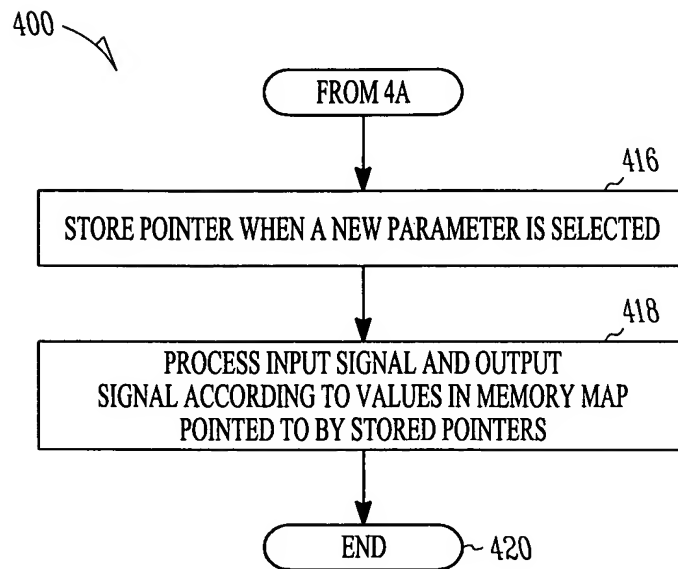 400
FROM 4A
416
STORE POINTER WHEN A NEW PARAMETER IS SELECTED
418
PROCESS INPUT SIGNAL AND OUTPUT
SIGNAL ACCORDING TO VALUES IN MEMORY MAP
POINTED TO BY STORED POINTERS
END
420